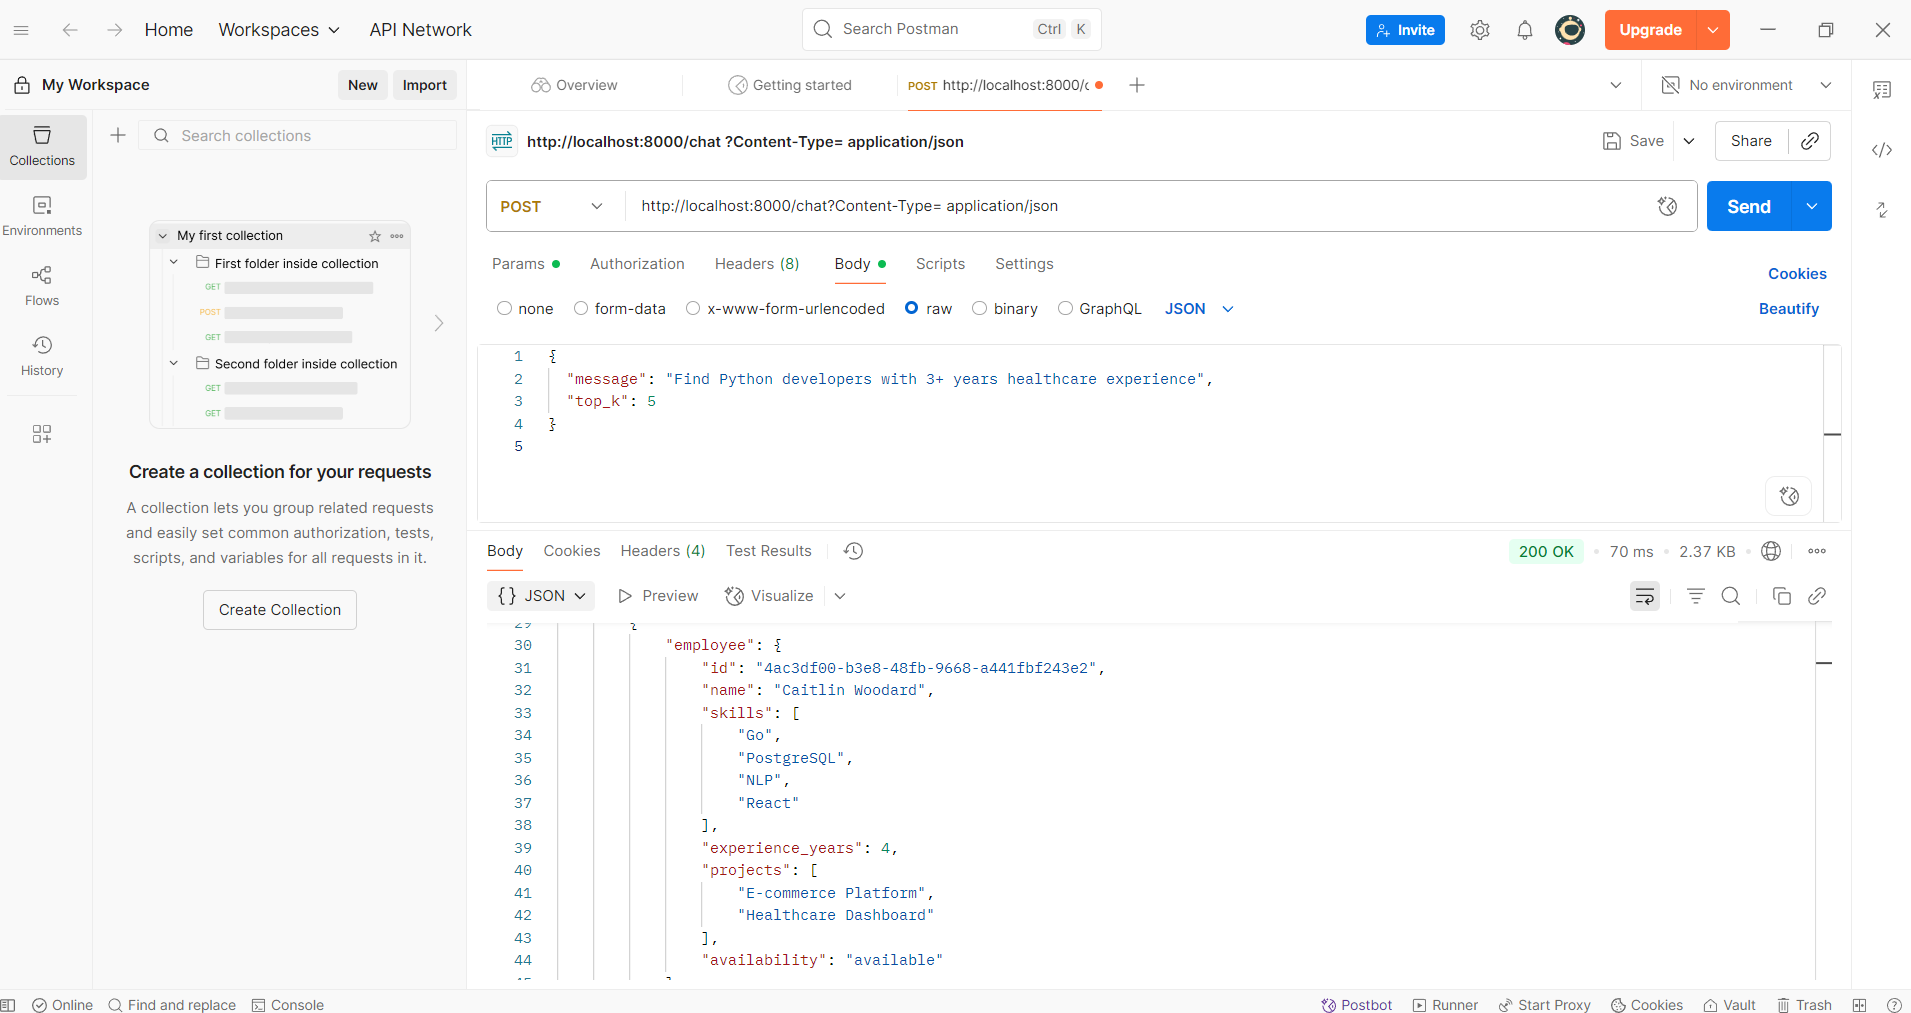 Home Workspaces API Network Search Postman Ctrl K Invite Upgrade
My Workspace New Import Overview Getting started POST http://localhost:8000/c No environment
Collections
Search collections
HTTP http://localhost:8000/chat ?Content-Type= application/json Save Share
Environments
Flows
History
My first collection
First folder inside collection
GET
POST
GET
Second folder inside collection
GET
GET
Create a collection for your requests
A collection lets you group related requests
and easily set common authorization, tests,
scripts, and variables for all requests in it.
Create Collection
POST http://localhost:8000/chat?Content-Type= application/json Send
Params Authorization Headers (8) Body Scripts Settings Cookies
none form-data x-www-form-urlencoded raw binary GraphQL JSON Beautify
1 {
2 "message": "Find Python developers with 3+ years healthcare experience",
3 "top_k": 5
4 }
5
Body Cookies Headers (4) Test Results 200 OK 70 ms 2.37 KB
{} JSON Preview Visualize
29 {
30 "employee": {
31 "id": "4ac3df00-b3e8-48fb-9668-a441fbf243e2",
32 "name": "Caitlin Woodard",
33 "skills": [
34 "Go",
35 "PostgreSQL",
36 "NLP",
37 "React"
38 ],
39 "experience_years": 4,
40 "projects": [
41 "E-commerce Platform",
42 "Healthcare Dashboard"
43 ],
44 "availability": "available"
Online Find and replace Console Postbot Runner Start Proxy Cookies Vault Trash